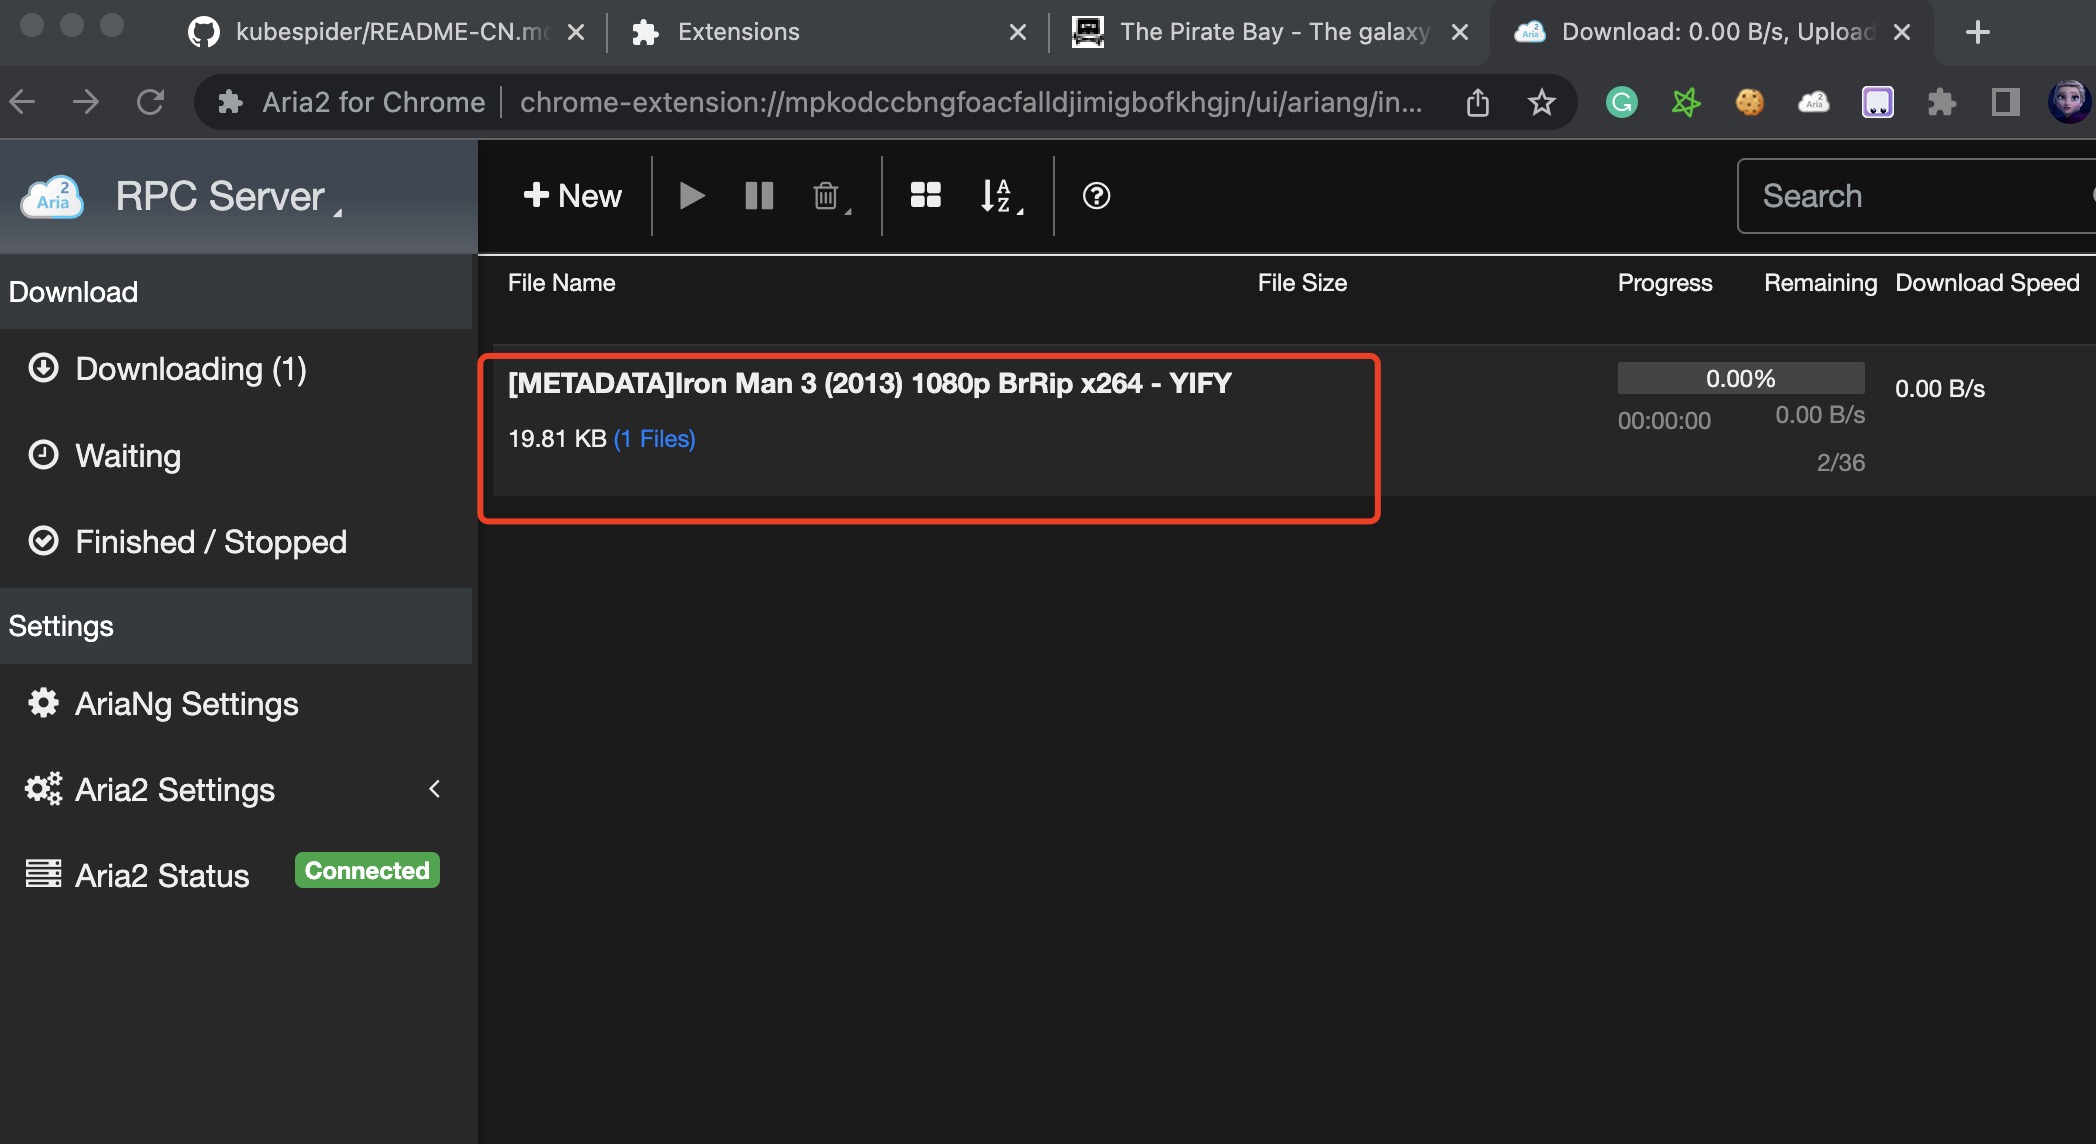 kubespider/README-CN.md
Extensions
The Pirate Bay - The galaxy
Download: 0.00 B/s, Upload
Aria2 for Chrome
chrome-extension://mpkodccbngfoacfalldjimigbofkhgjn/ui/ariang/in...
2
Aria
RPC Server
New
A
Z
Search
Download
File Name
File Size
Progress
Remaining
Download Speed
Downloading (1)
[METADATA]Iron Man 3 (2013) 1080p BrRip x264 - YIFY
0.00%
0.00 B/s
19.81 KB (1 Files)
00:00:00
0.00 B/s
2/36
Waiting
Finished / Stopped
Settings
AriaNg Settings
Aria2 Settings
Aria2 Status
Connected